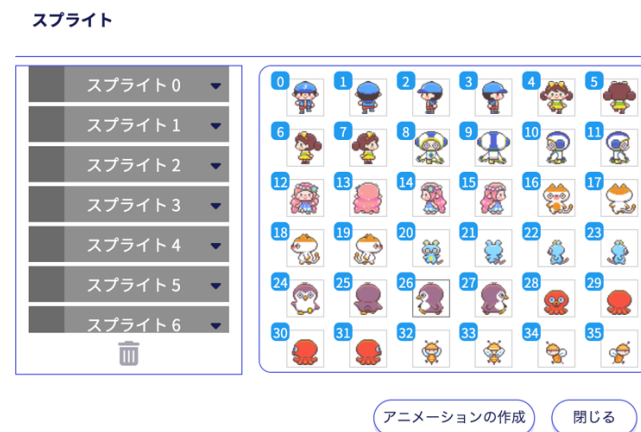 スプライト
スプライト 0
スプライト 1
スプライト 2
スプライト 3
スプライト 4
スプライト 5
スプライト 6
0 1 2 3 4 5
6 7 8 9 10 11
12 13 14 15 16 17
18 19 20 21 22 23
24 25 26 27 28 29
30 31 32 33 34 35
アニメーションの作成 閉じる